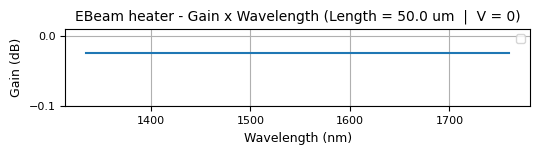 EBeam heater - Gain x Wavelength (Length = 50.0 um | V = 0)
Gain (dB)
0.0
−0.1
1400 1500 1600 1700
Wavelength (nm)